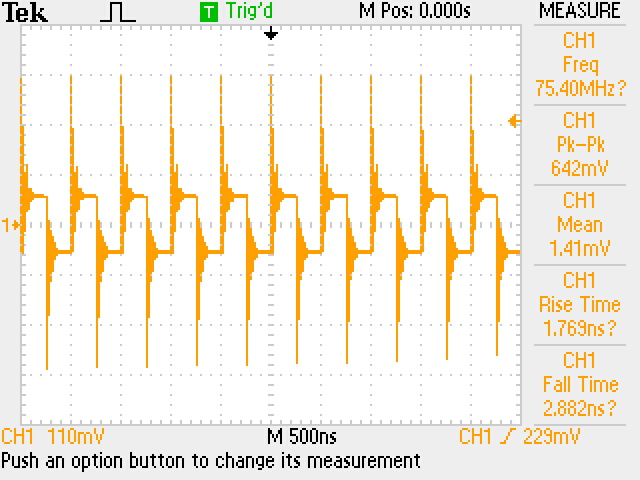 Tek T Trig'd M Pos: 0.000s MEASURE
CH1
Freq
75.40MHz?
CH1
Pk-Pk
642mV
CH1
Mean
1.41mV
CH1
Rise Time
1.769ns?
CH1
Fall Time
2.882ns?
1
CH1 110mV M 500ns CH1 229mV
Push an option button to change its measurement